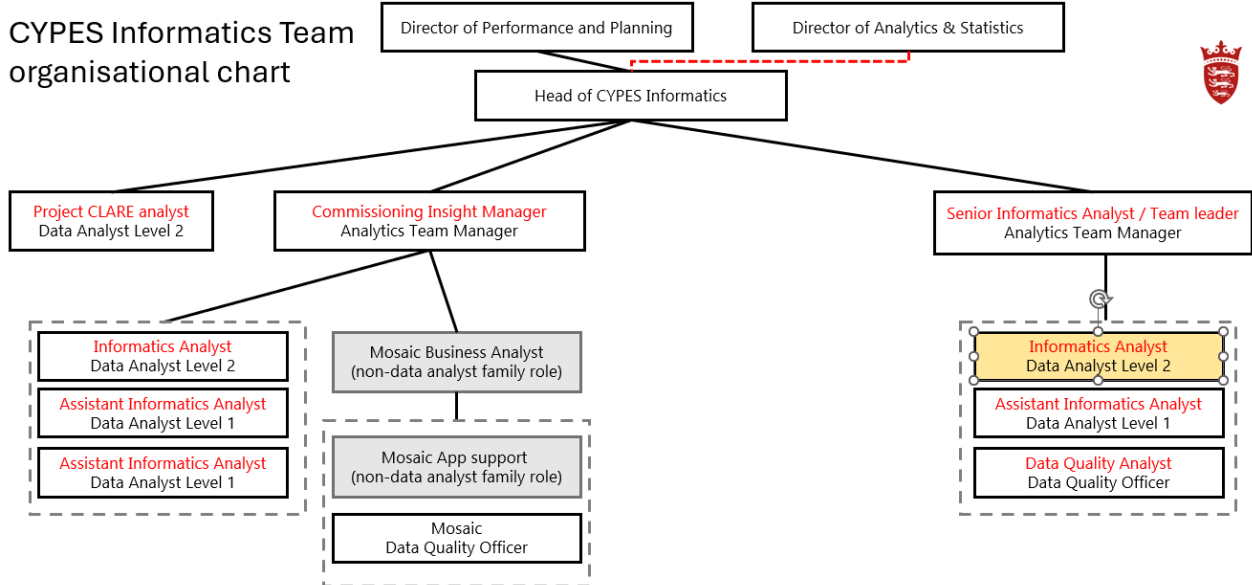 CYPES Informatics Team
organisational chart
Director of Performance and Planning
Director of Analytics & Statistics
Head of CYPES Informatics
Project CLARE analyst
Data Analyst Level 2
Commissioning Insight Manager
Analytics Team Manager
Senior Informatics Analyst / Team leader
Analytics Team Manager
Informatics Analyst
Data Analyst Level 2
Assistant Informatics Analyst
Data Analyst Level 1
Assistant Informatics Analyst
Data Analyst Level 1
Mosaic Business Analyst
(non-data analyst family role)
Mosaic App support
(non-data analyst family role)
Mosaic
Data Quality Officer
Informatics Analyst
Data Analyst Level 2
Assistant Informatics Analyst
Data Analyst Level 1
Data Quality Analyst
Data Quality Officer